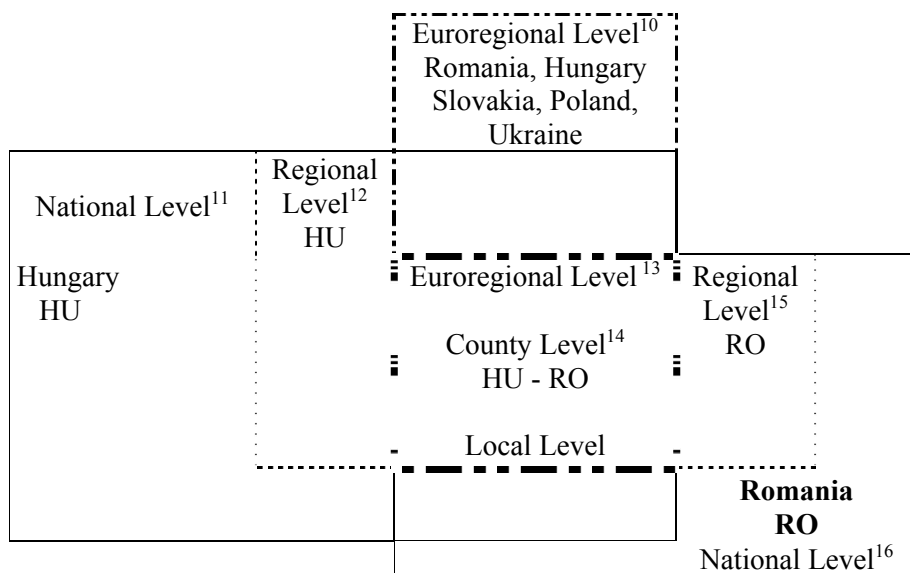 Euroregional Level10
Romania, Hungary
Slovakia, Poland,
Ukraine
National Level11
Hungary
HU
Regional
Level12
HU
Euroregional Level 13
County Level14
HU - RO
Local Level
Regional
Level15
RO
Romania
RO
National Level16